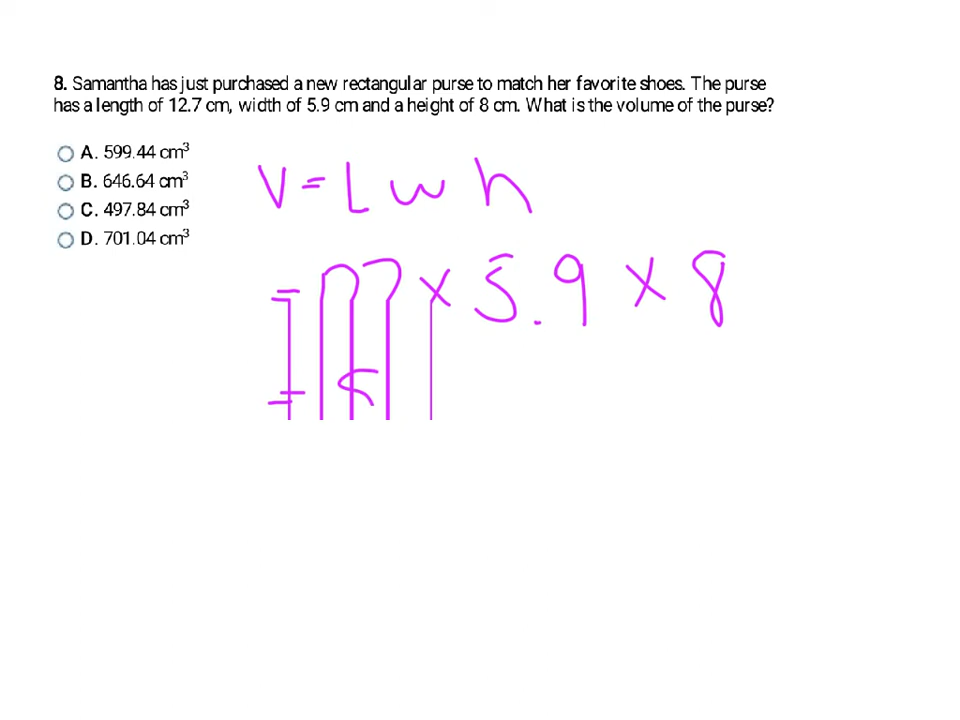 8. Samantha has just purchased a new rectangular purse to match her favorite shoes. The purse
has a length of 12.7 cm, width of 5.9 cm and a height of 8 cm. What is the volume of the purse?
A. 599.44 cm³
B. 646.64 cm³
C. 497.84 cm³
D. 701.04 cm³
V = L w h
= × 5.9 × 8
=